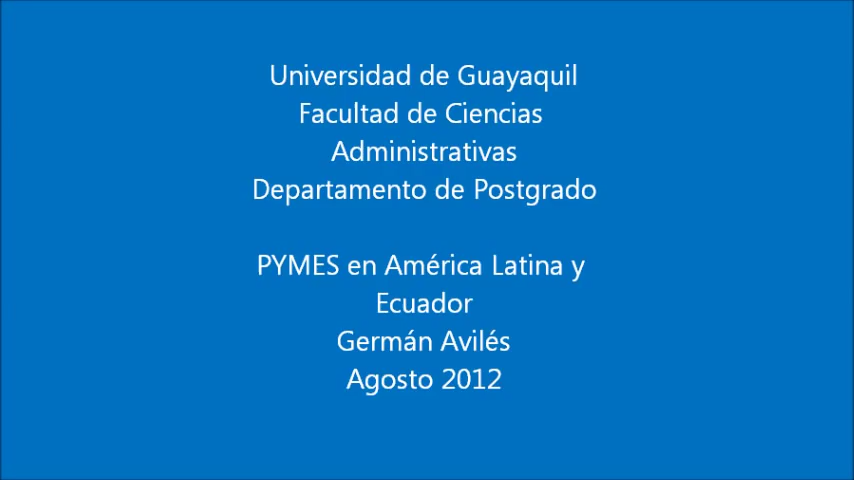 Universidad de Guayaquil
Facultad de Ciencias
Administrativas
Departamento de Postgrado
PYMES en América Latina y
Ecuador
Germán Avilés
Agosto 2012